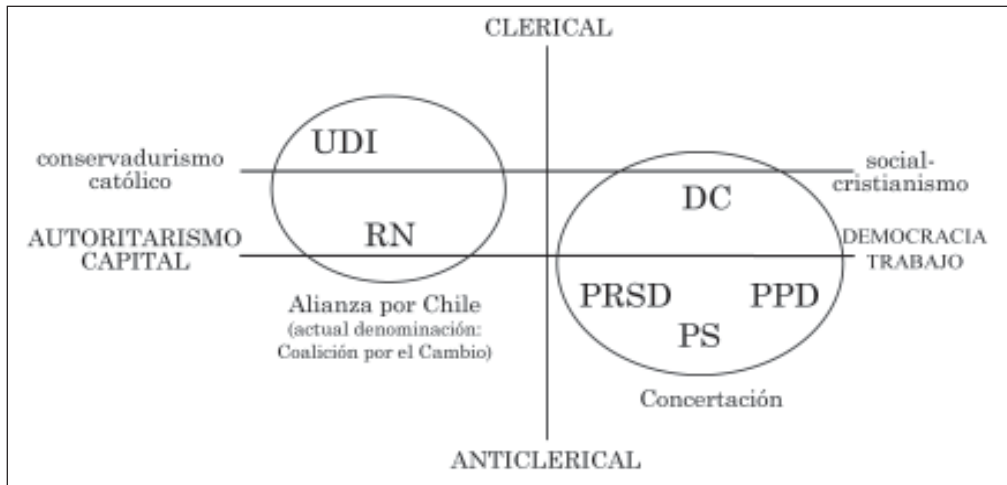 CLERICAL
UDI
conservadurismo
católico
social-
cristianismo
DC
RN
AUTORITARISMO
CAPITAL
DEMOCRACIA
TRABAJO
Alianza por Chile
(actual denominación:
Coalición por el Cambio)
PRSD
PPD
PS
Concertación
ANTICLERICAL